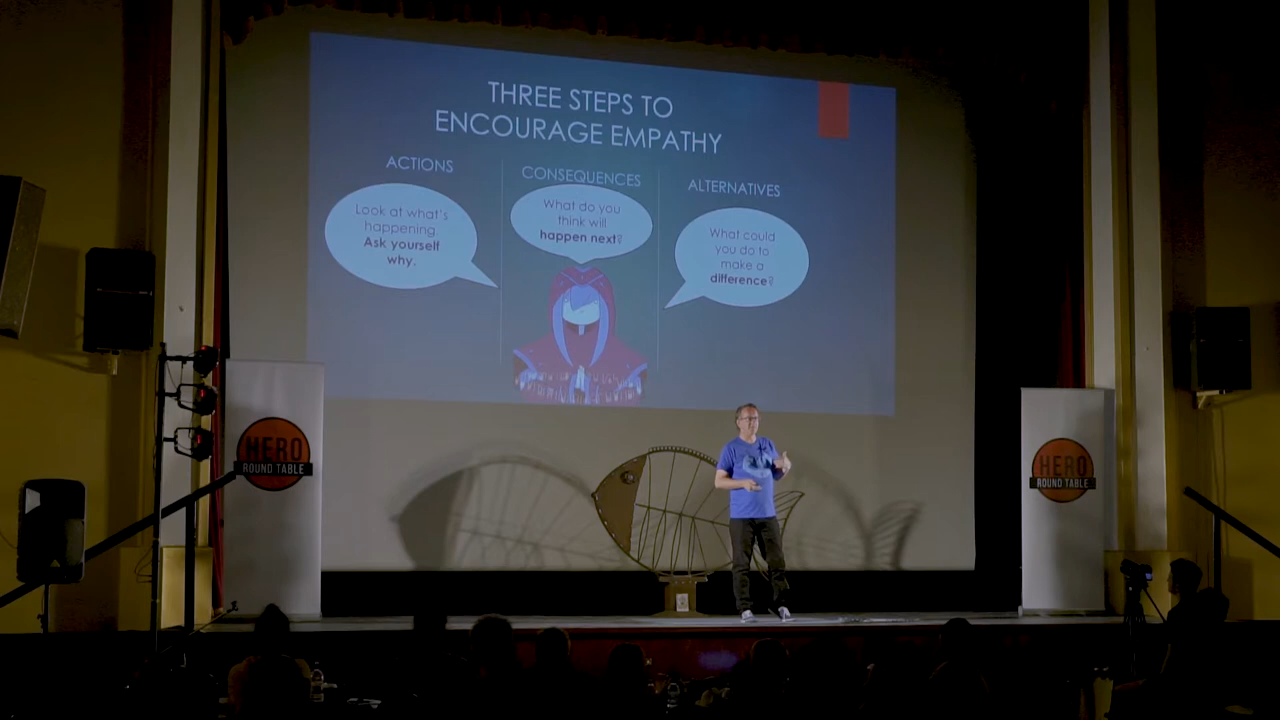 THREE STEPS TO
ENCOURAGE EMPATHY
ACTIONS
Look at what's
happening
Ask yourself
why.
CONSEQUENCES
What do you
think will
happen next?
ALTERNATIVES
What could
you do to
make a
difference?
HERO
ROUND TABLE
HERO
ROUND TABLE